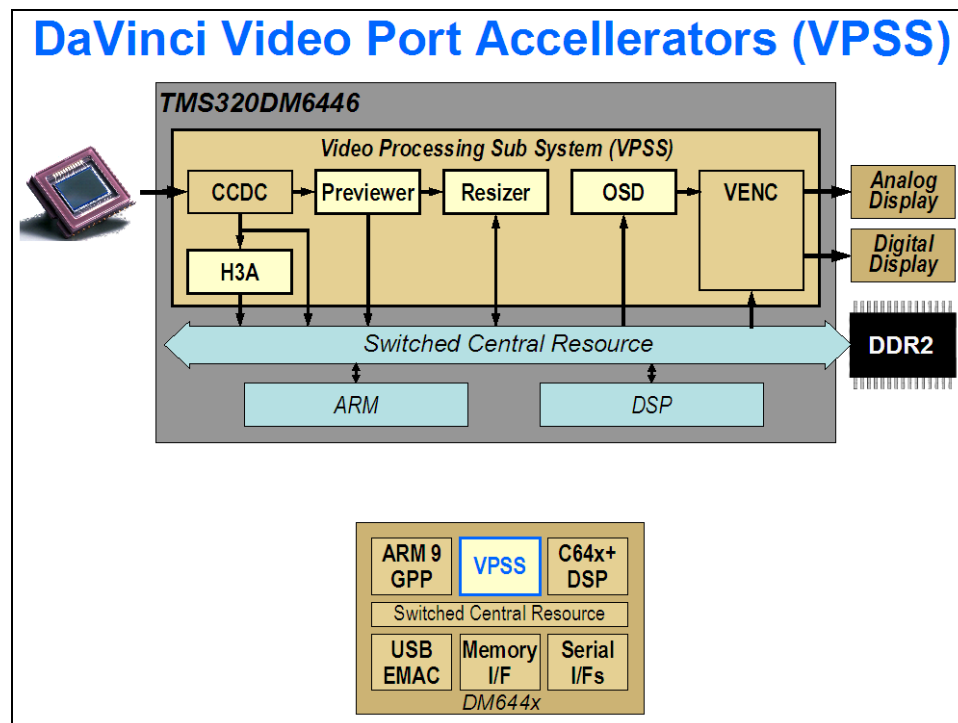 DaVinci Video Port Accellerators (VPSS)
TMS320DM6446
Video Processing Sub System (VPSS)
CCDC
Previewer
Resizer
OSD
VENC
Analog
Display
Digital
Display
H3A
Switched Central Resource
DDR2
ARM
DSP
ARM 9
GPP
VPSS
C64x+
DSP
Switched Central Resource
USB
EMAC
Memory
I/F
Serial
I/Fs
DM644x